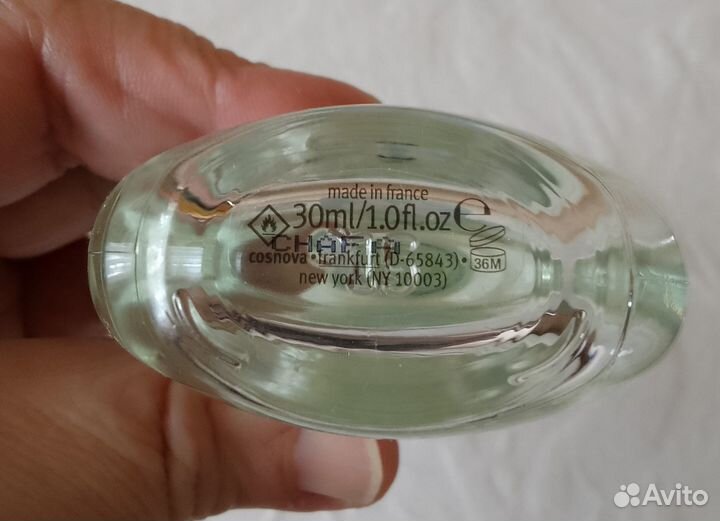 made in france
30ml/1.0fl.oz e
cosnova • frankfurt (D-65843) •
36M
new york (NY 10003)
Avito